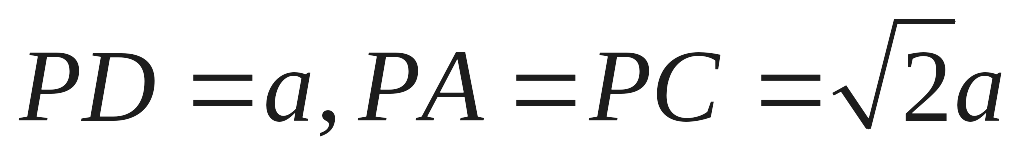 PD =a, PA =PC =√2a